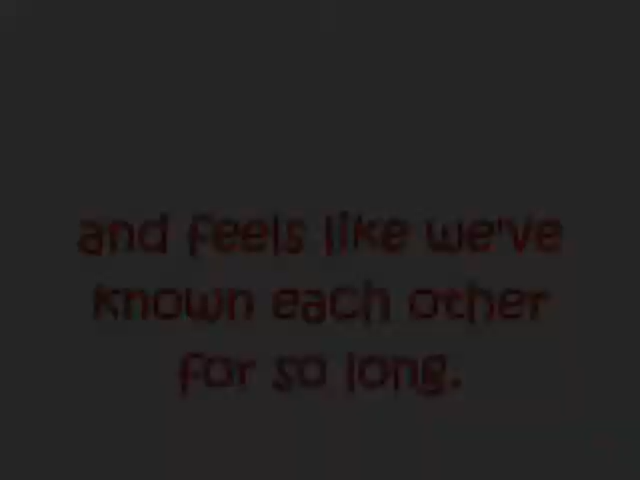 and feels like we've
known each other
for so long.